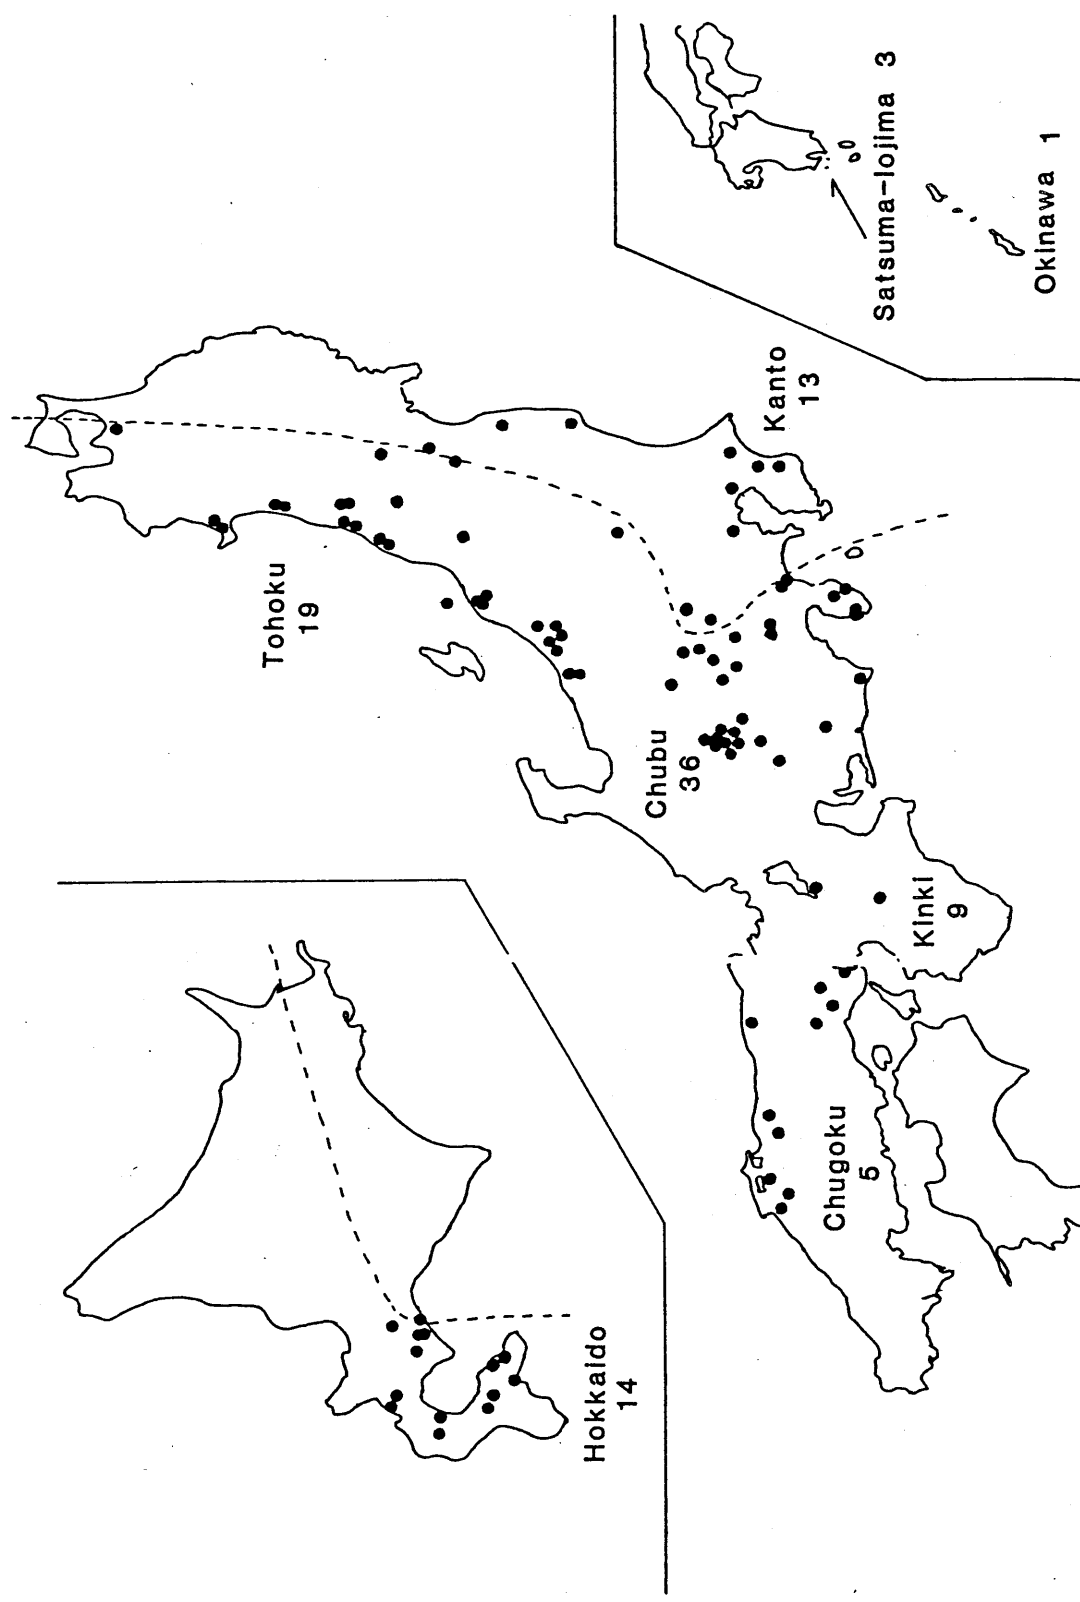 Hokkaido
14
Tohoku
19
Chubu
36
Kanto
13
Kinki
9
Chugoku
5
Satsuma-Iojima 3
Okinawa 1